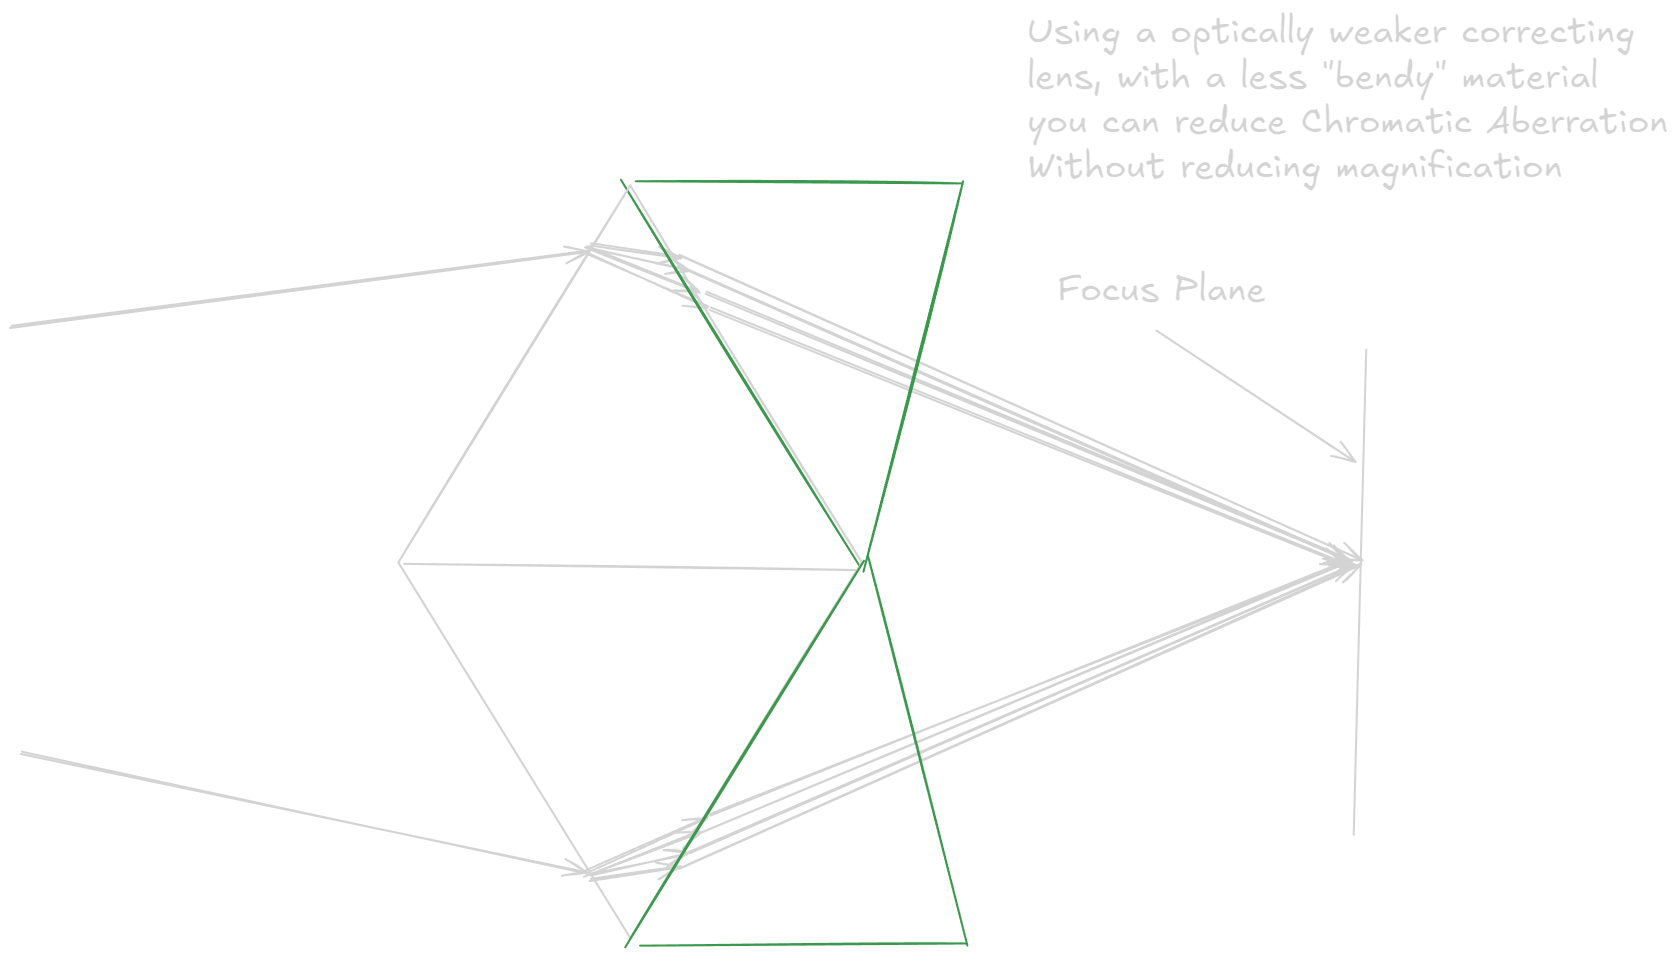 Using a optically weaker correcting
lens, with a less "bendy" material
you can reduce Chromatic Aberration
Without reducing magnification
Focus Plane